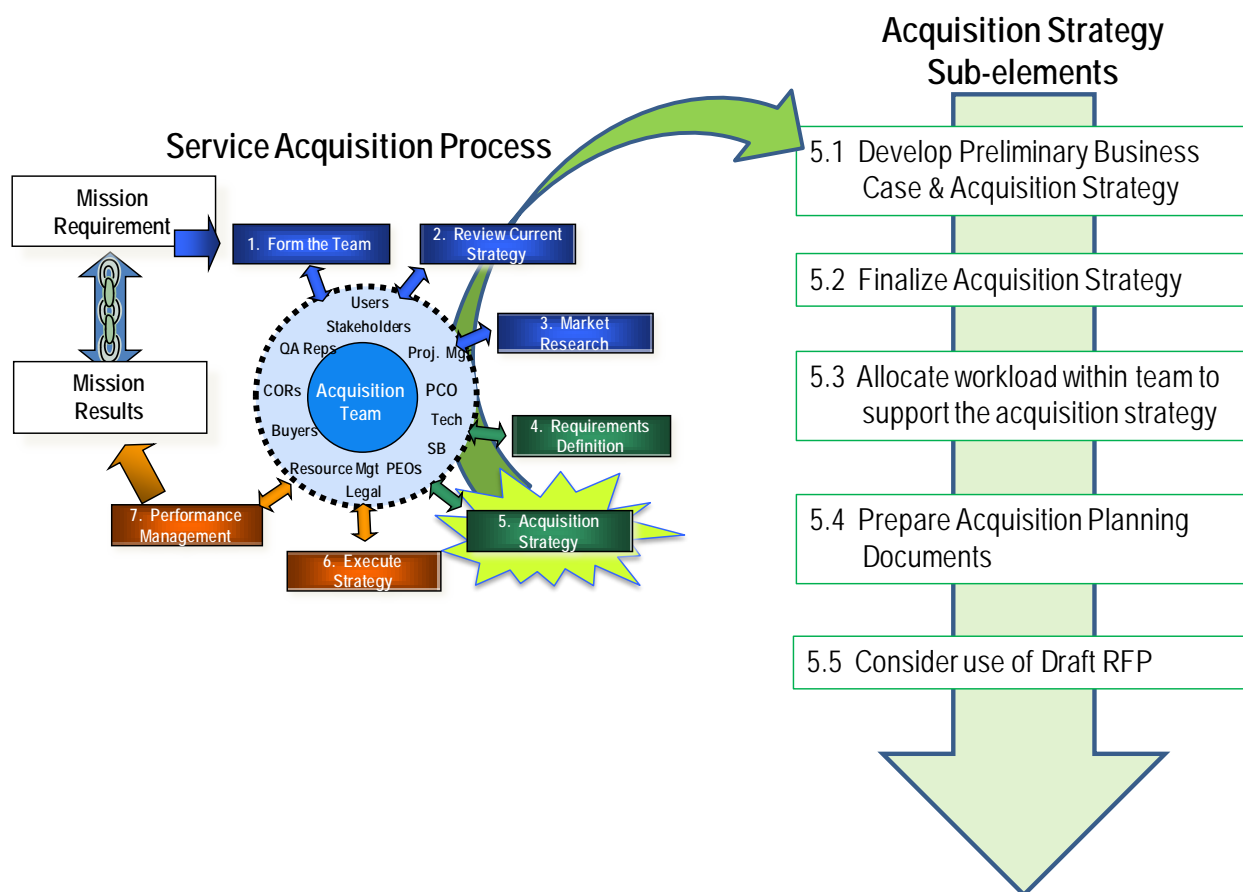 Acquisition Strategy
Sub-elements
Service Acquisition Process
Mission
Requirement
Mission
Results
1. Form the Team
2. Review Current
Strategy
3. Market
Research
4. Requirements
Definition
5. Acquisition
Strategy
6. Execute
Strategy
7. Performance
Management
Users
Stakeholders
QA Reps
Proj. Mgt
CORs
PCO
Acquisition
Team
Tech
Buyers
SB
Resource Mgt
PEOs
Legal
5.1 Develop Preliminary Business
Case & Acquisition Strategy
5.2 Finalize Acquisition Strategy
5.3 Allocate workload within team to
support the acquisition strategy
5.4 Prepare Acquisition Planning
Documents
5.5 Consider use of Draft RFP